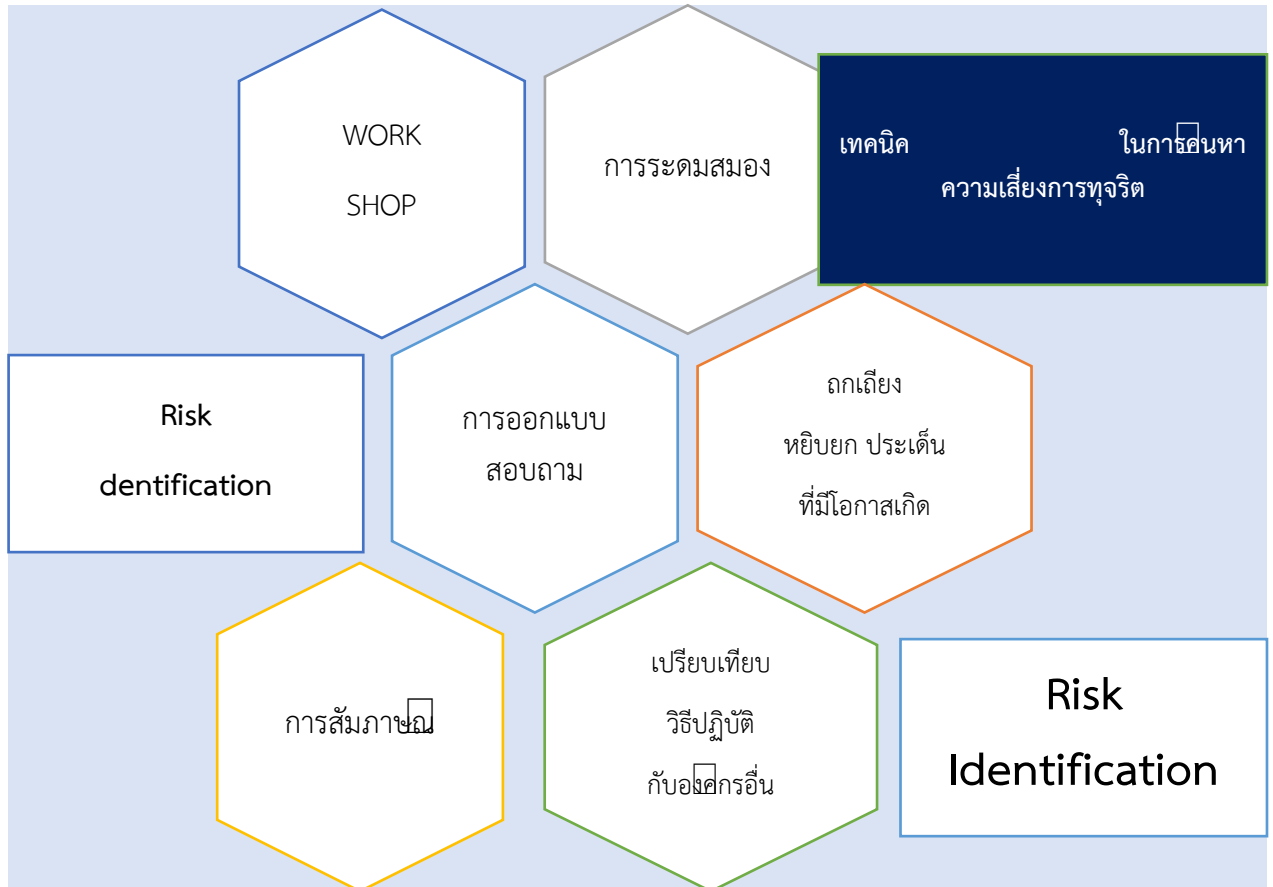 WORK
SHOP
การระดมสมอง
เทคนิค ในการค้นหา
ความเสี่ยงการทุจริต
Risk
dentification
การออกแบบ
สอบถาม
ถกเถียง
หยิบยก ประเด็น
ที่มีโอกาสเกิด
การสัมภาษณ์
เปรียบเทียบ
วิธีปฏิบัติ
กับองค์กรอื่น
Risk
Identification